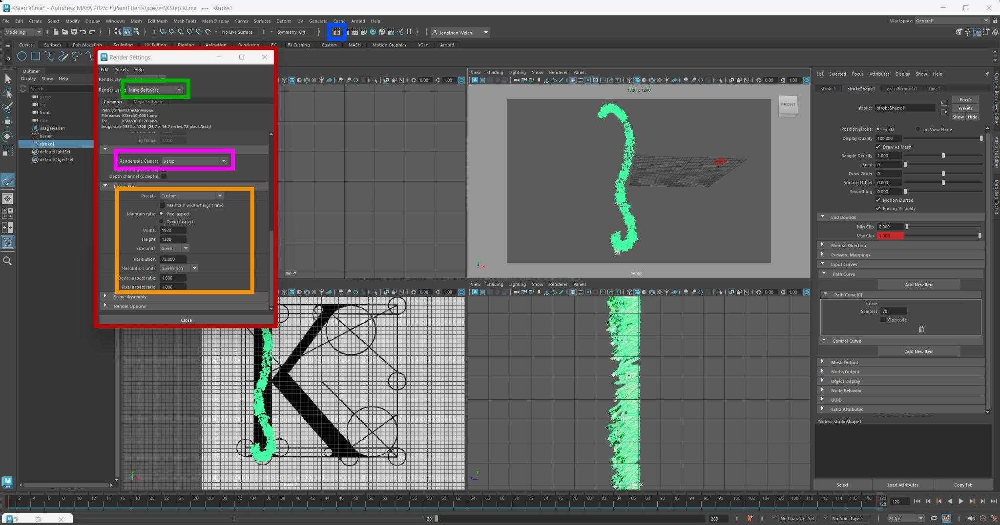 KStep30.ma* - Autodesk MAYA 2025: J:\PaintEffects\scenes\KStep30.ma --- stroke1
File Edit Create Select Modify Display Windows Mesh Edit Mesh Mesh Tools Mesh Display Curves Surfaces Deform UV Generate Cache Arnold Help
Workspace: General*
Modeling
No Live Surface
Symmetry: Off
Jonathan Welch
Curves Surfaces Poly Modeling Sculpting UV Editing Rigging Animation Rendering FX FX Caching Custom MASH Motion Graphics XGen Arnold
Outliner
Display Show Help
Search...
persp
top
front
side
imagePlane1
bezier1
stroke1
defaultLightSet
defaultObjectSet
Render Settings
Edit Presets Help
Render Using Maya Software
Common Maya Software
Path: J:/PaintEffects/images/
File name: KStep30_0001.png
To: KStep30_0120.png
Image size: 1920 x 1200 (26.7 x 16.7 inches 72 pixels/inch)
By frame: 1.000
Renderable Camera persp
Depth channel (Z depth)
Image Size
Presets: Custom
Maintain width/height ratio
Maintain ratio: Pixel aspect
Device aspect
Width: 1920
Height: 1200
Size units: pixels
Resolution: 72.000
Resolution units: pixels/inch
Device aspect ratio: 1.600
Pixel aspect ratio: 1.000
Scene Assembly
Render Options
Close
0.00 1.00
top -Y
View Shading Lighting Show Renderer Panels
0.00 1.00
1920 x 1200
FRONT
persp
0.00 1.00
View Shading Lighting Show Renderer Panels
0.00 1.00
List Selected Focus Attributes Display Show Help
stroke1 strokeShape1 grassBermuda1 time1
Focus
stroke: strokeShape1
Presets
Show Hide
Position stroke: in 3D on View Plane
Display Quality 100.000
Draw As Mesh
Sample Density 1.000
Seed 0
Draw Order 0
Surface Offset 0.000
Smoothing 0.000
Motion Blurred
Primary Visibility
End Bounds
Min Clip 0.000
Max Clip 1.000
Normal Direction
Pressure Mappings
Input Curves
Path Curve
Add New Item
Path Curve[0]
Curve
Samples 78
Opposite
Control Curve
Add New Item
Mesh Output
Nurbs Output
Object Display
Node Behavior
UUID
Extra Attributes
Notes: strokeShape1
Select Load Attributes Copy Tab
Channel Box / Layer Editor
Attribute Editor
Modeling Toolkit
2 4 6 8 10 12 14 16 18 20 22 24 26 28 30 32 34 36 38 40 42 44 46 48 50 52 54 56 58 60 62 64 66 68 70 72 74 76 78 80 82 84 86 88 90 92 94 96 98 100 102 104 106 108 110 112 114 116 118 120
120
120
120
200
No Character Set
No Anim Layer
24 fps